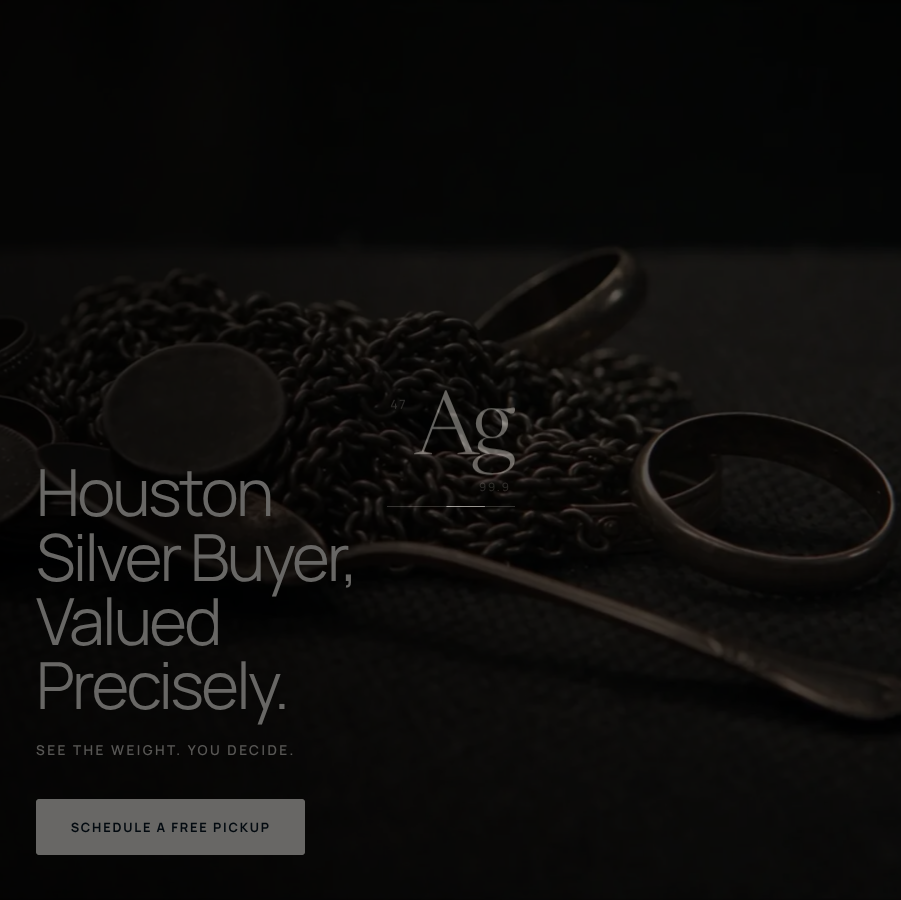 47
Ag
99.9
Houston
Silver Buyer,
Valued
Precisely.
SEE THE WEIGHT. YOU DECIDE.
SCHEDULE A FREE PICKUP